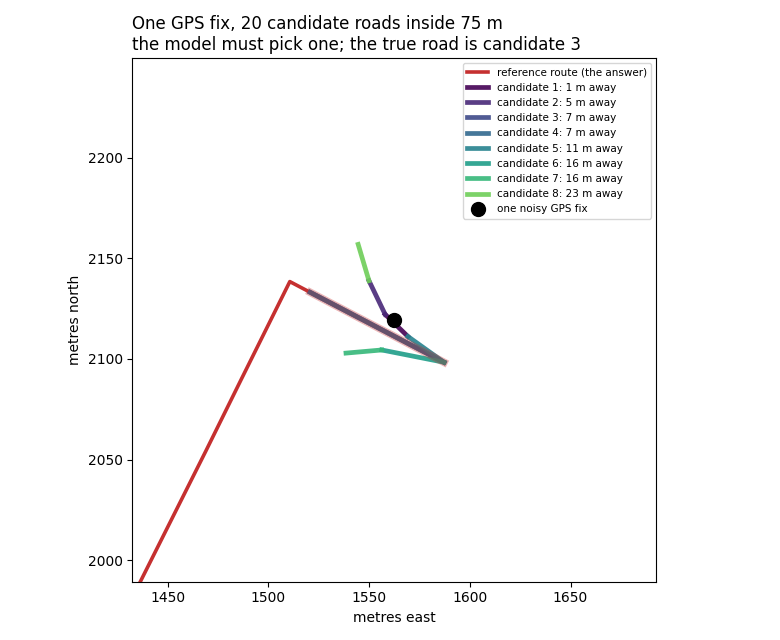 One GPS fix, 20 candidate roads inside 75 m
the model must pick one; the true road is candidate 3
reference route (the answer)
candidate 1: 1 m away
candidate 2: 5 m away
candidate 3: 7 m away
candidate 4: 7 m away
candidate 5: 11 m away
candidate 6: 16 m away
candidate 7: 16 m away
candidate 8: 23 m away
one noisy GPS fix
metres north
2200
2150
2100
2050
2000
1450 1500 1550 1600 1650
metres east